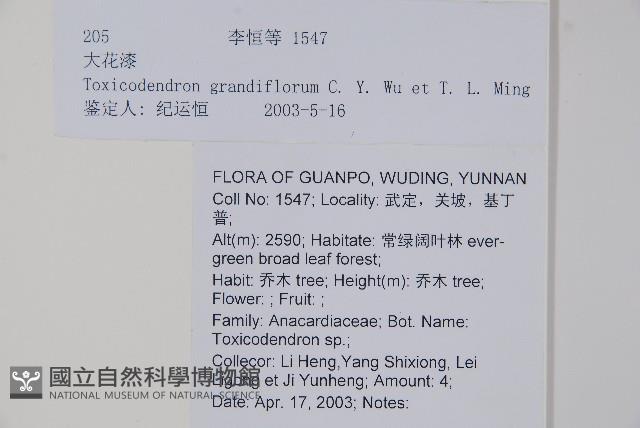 205 李恒等 1547
大花漆
Toxicodendron grandiflorum C. Y. Wu et T. L. Ming
鉴定人: 纪运恒 2003-5-16
FLORA OF GUANPO, WUDING, YUNNAN
Coll No: 1547; Locality: 武定，关坡，基丁
普;
Alt(m): 2590; Habitate: 常绿阔叶林 ever-
green broad leaf forest;
Habit: 乔木 tree; Height(m): 乔木 tree;
Flower: ; Fruit: ;
Family: Anacardiaceae; Bot. Name:
Toxicodendron sp.;
Collecor: Li Heng,Yang Shixiong, Lei
et Ji Yunheng; Amount: 4;
Date: Apr. 17, 2003; Notes:
國立自然科學博物館
NATIONAL MUSEUM OF NATURAL SCIENCE